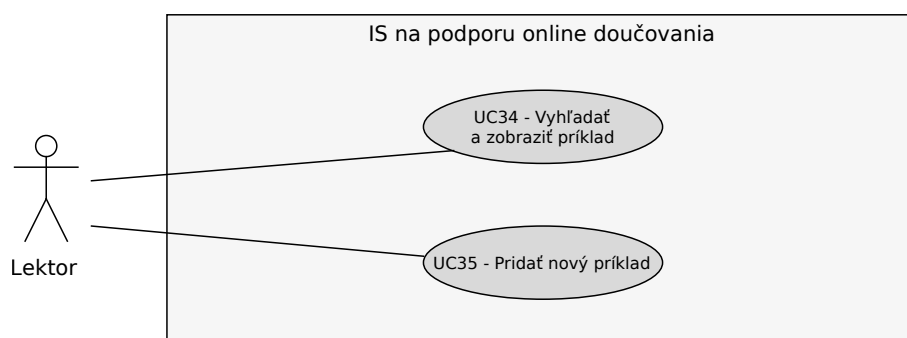 IS na podporu online doučovania
UC34 - Vyhľadať
a zobraziť príklad
UC35 - Pridať nový príklad
Lektor